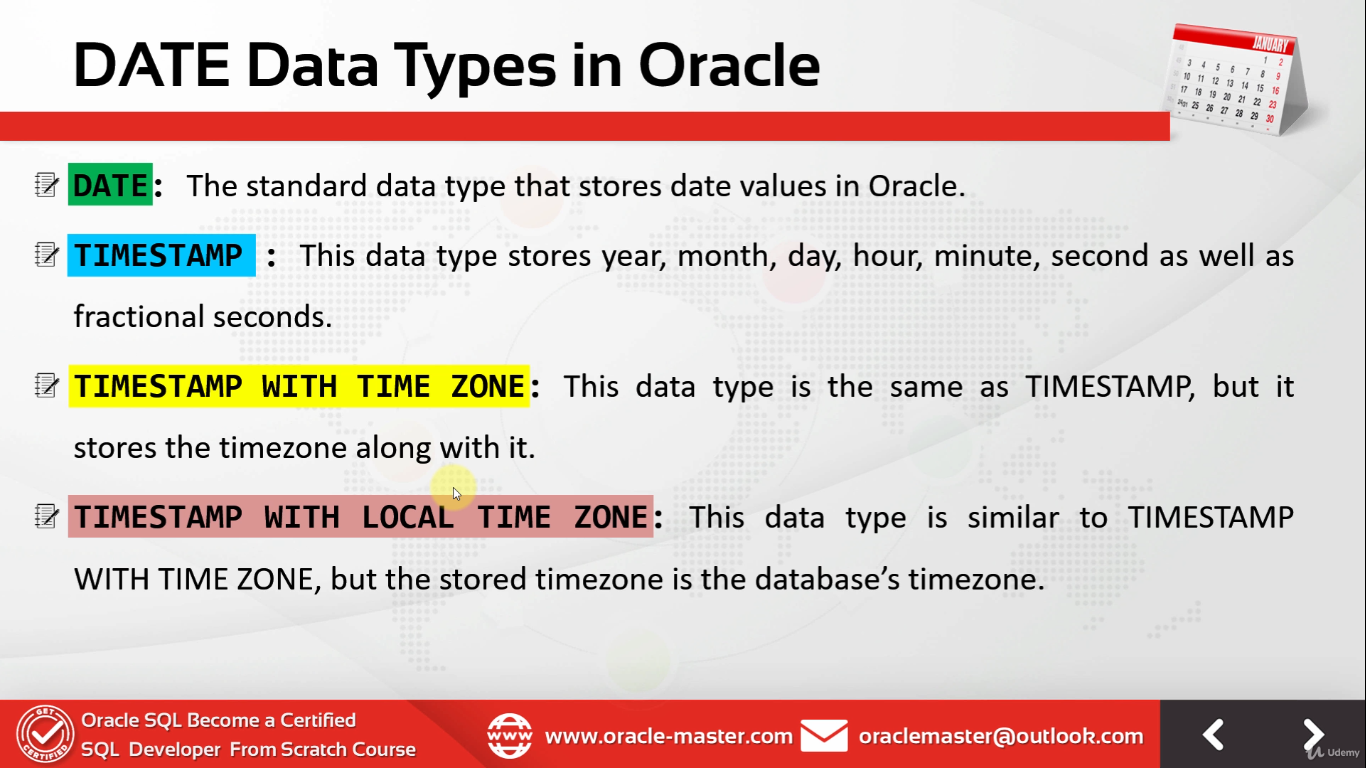 DATE Data Types in Oracle
JANUARY
DATE: The standard data type that stores date values in Oracle.
TIMESTAMP : This data type stores year, month, day, hour, minute, second as well as
fractional seconds.
TIMESTAMP WITH TIME ZONE: This data type is the same as TIMESTAMP, but it
stores the timezone along with it.
TIMESTAMP WITH LOCAL TIME ZONE: This data type is similar to TIMESTAMP
WITH TIME ZONE, but the stored timezone is the database’s timezone.
GET CERTIFIED
Oracle SQL Become a Certified
SQL Developer From Scratch Course
www
www.oracle-master.com
oraclemaster@outlook.com
Udemy